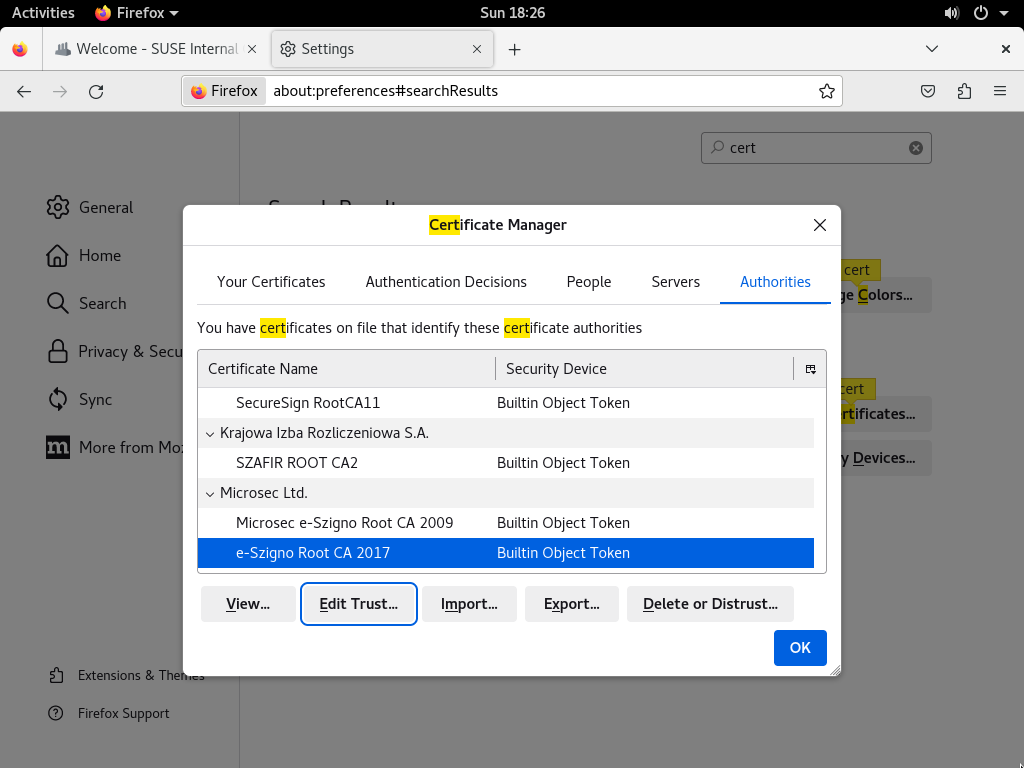 Activities Firefox Sun 18:26
Welcome - SUSE Internal Settings
Firefox about:preferences#searchResults
cert
General
Home
Search
Privacy & Secu
Sync
More from Moz
Extensions & Themes
Firefox Support
Search Results
cert
ge Colors...
cert
ertificates...
y Devices...
Certificate Manager
Your Certificates Authentication Decisions People Servers Authorities
You have certificates on file that identify these certificate authorities
Certificate Name Security Device
SecureSign RootCA11 Builtin Object Token
Krajowa Izba Rozliczeniowa S.A.
SZAFIR ROOT CA2 Builtin Object Token
Microsec Ltd.
Microsec e-Szigno Root CA 2009 Builtin Object Token
e-Szigno Root CA 2017 Builtin Object Token
View... Edit Trust... Import... Export... Delete or Distrust...
OK